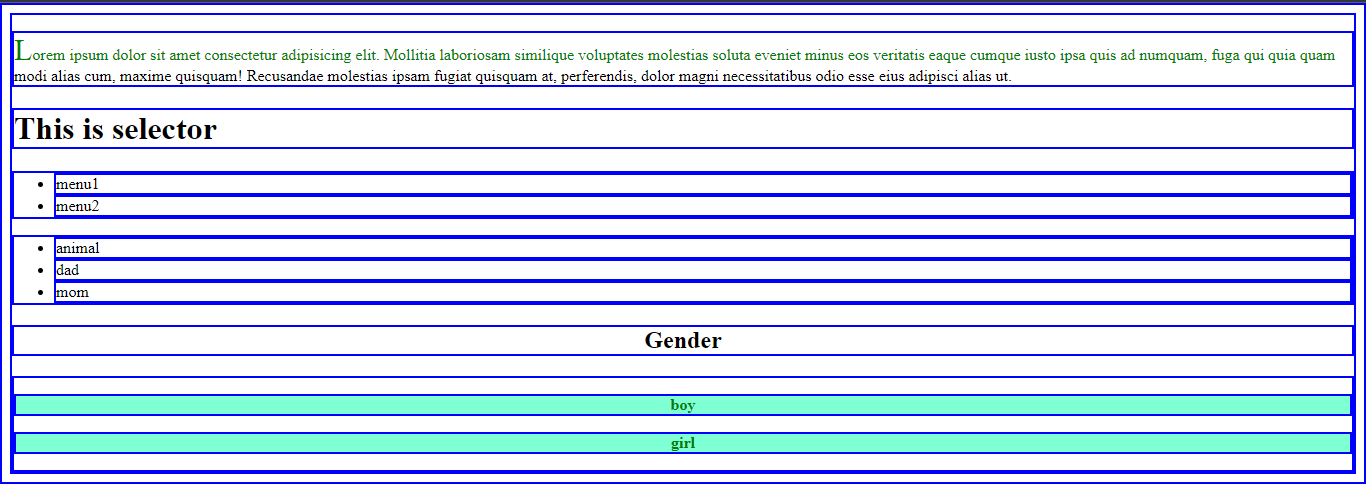 Lorem ipsum dolor sit amet consectetur adipisicing elit. Mollitia laboriosam similique voluptates molestias soluta eveniet minus eos veritatis eaque cumque iusto ipsa quis ad numquam, fuga qui quia quam
modi alias cum, maxime quisquam! Recusandae molestias ipsam fugiat quisquam at, perferendis, dolor magni necessitatibus odio esse eius adipisci alias ut.
This is selector
menu1
menu2
animal
dad
mom
Gender
boy
girl